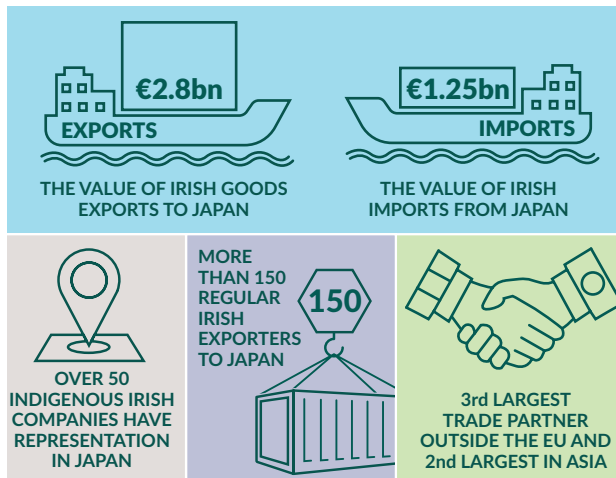 €2.8bn
EXPORTS
THE VALUE OF IRISH GOODS
EXPORTS TO JAPAN
€1.25bn
IMPORTS
THE VALUE OF IRISH
IMPORTS FROM JAPAN
OVER 50
INDIGENOUS IRISH
COMPANIES HAVE
REPRESENTATION
IN JAPAN
MORE
THAN 150
REGULAR
IRISH
EXPORTERS
TO JAPAN
150
3rd LARGEST
TRADE PARTNER
OUTSIDE THE EU AND
2nd LARGEST IN ASIA